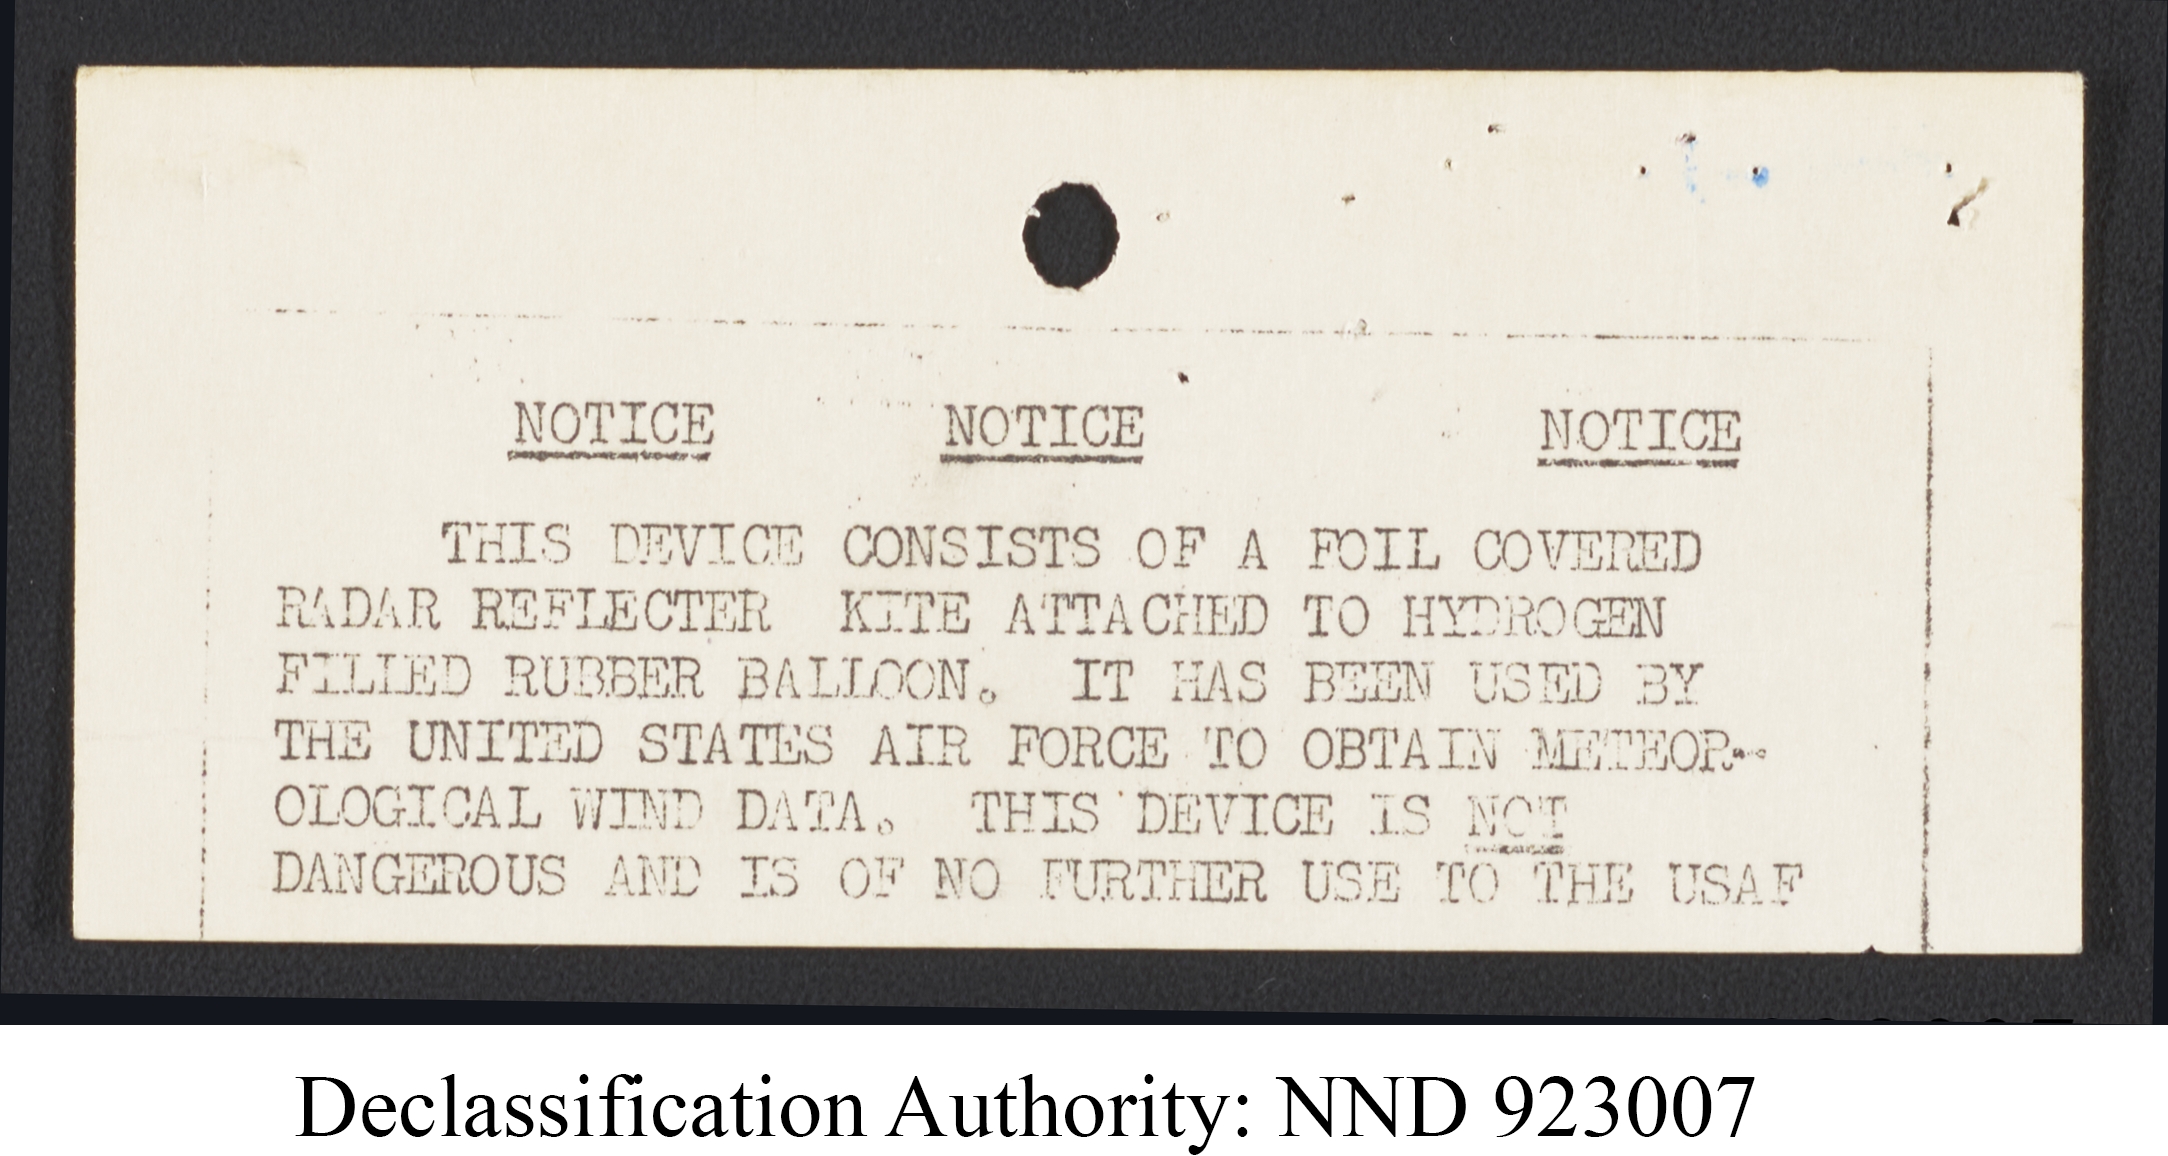 NOTICE NOTICE NOTICE
THIS DEVICE CONSISTS OF A FOIL COVERED
RADAR REFLECTER KITE ATTACHED TO HYDROGEN
FILLED RUBBER BALLOON. IT HAS BEEN USED BY
THE UNITED STATES AIR FORCE TO OBTAIN METEOR-
OLOGICAL WIND DATA. THIS DEVICE IS NOT
DANGEROUS AND IS OF NO FURTHER USE TO THE USAF
Declassification Authority: NND 923007